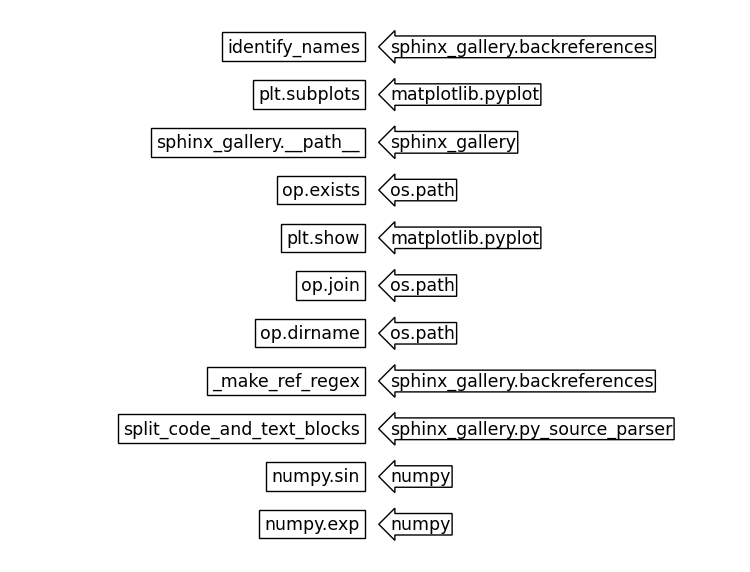 identify_names sphinx_gallery.backreferences
plt.subplots matplotlib.pyplot
sphinx_gallery.__path__ sphinx_gallery
op.exists os.path
plt.show matplotlib.pyplot
op.join os.path
op.dirname os.path
_make_ref_regex sphinx_gallery.backreferences
split_code_and_text_blocks sphinx_gallery.py_source_parser
numpy.sin numpy
numpy.exp numpy